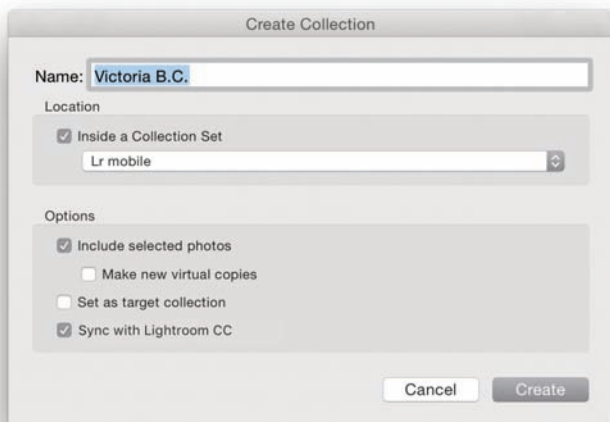 Create Collection
Name: Victoria B.C.
Location
Inside a Collection Set
Lr mobile
Options
Include selected photos
Make new virtual copies
Set as target collection
Sync with Lightroom CC
Cancel Create